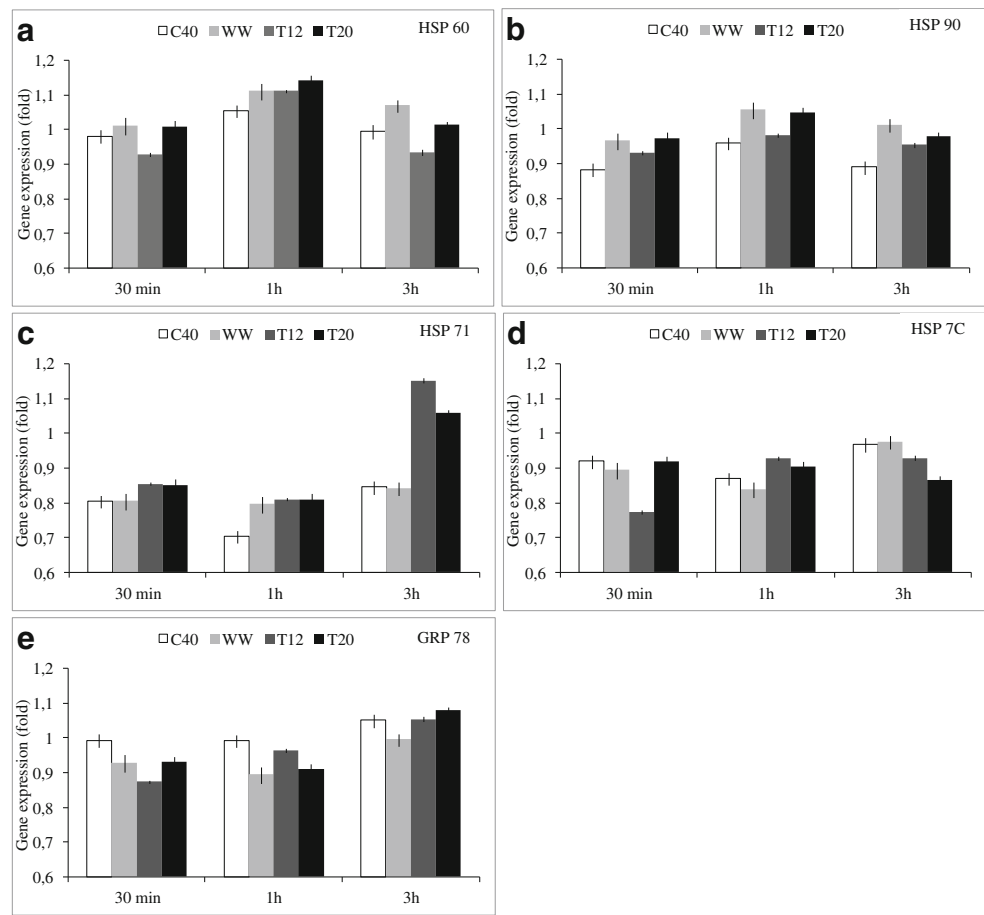 a
C40 WW T12 T20
HSP 60
Gene expression (fold)
1,2
1,1
1
0,9
0,8
0,7
0,6
30 min 1h 3h
b
C40 WW T12 T20
HSP 90
Gene expression (fold)
1,2
1,1
1
0,9
0,8
0,7
0,6
30 min 1h 3h
c
C40 WW T12 T20
HSP 71
Gene expression (fold)
1,2
1,1
1
0,9
0,8
0,7
0,6
30 min 1h 3h
d
C40 WW T12 T20
HSP 7C
Gene expression (fold)
1,2
1,1
1
0,9
0,8
0,7
0,6
30 min 1h 3h
e
C40 WW T12 T20
GRP 78
Gene expression (fold)
1,2
1,1
1
0,9
0,8
0,7
0,6
30 min 1h 3h